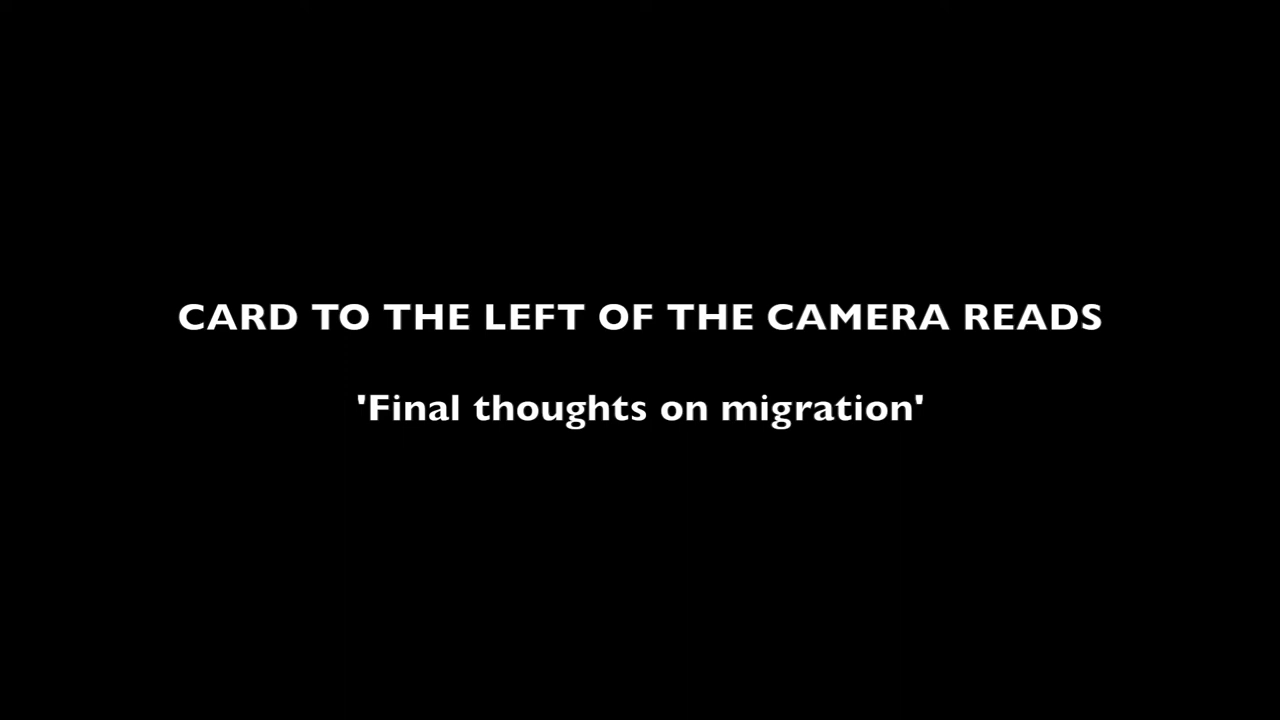 CARD TO THE LEFT OF THE CAMERA READS
'Final thoughts on migration'